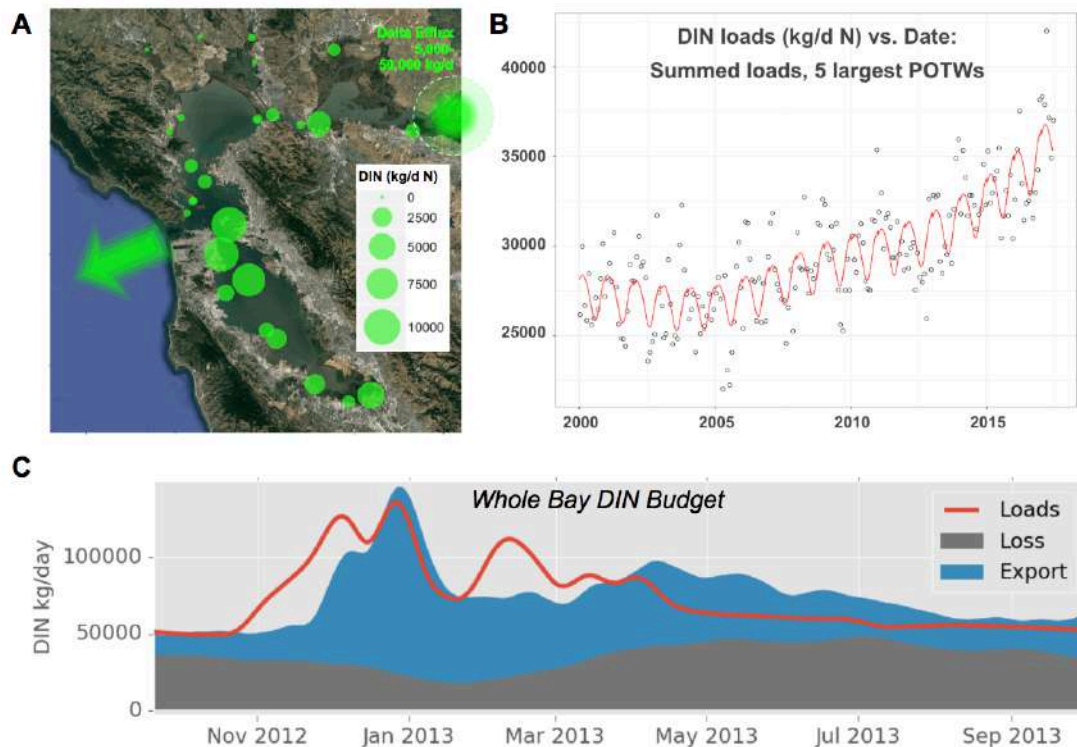 A
Delta Efflux
5,000-
50,000 kg/d
DIN (kg/d N)
0
2500
5000
7500
10000
B
DIN loads (kg/d N) vs. Date:
Summed loads, 5 largest POTWs
40000
35000
30000
25000
2000
2005
2010
2015
C
Whole Bay DIN Budget
Loads
Loss
Export
DIN kg/day
100000
50000
0
Nov 2012
Jan 2013
Mar 2013
May 2013
Jul 2013
Sep 2013